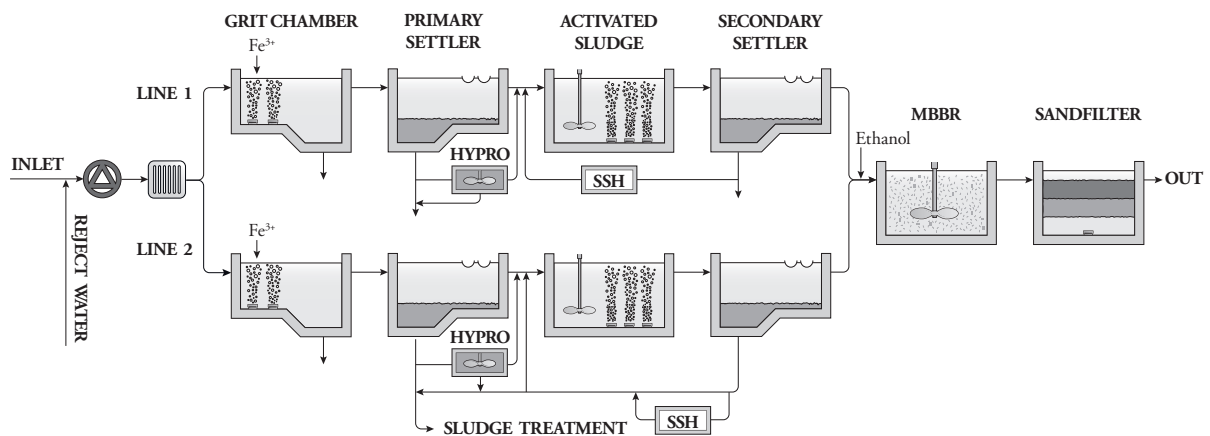 GRIT CHAMBER
PRIMARY
SETTLER
ACTIVATED
SLUDGE
SECONDARY
SETTLER
Fe³⁺
LINE 1
MBBR
SANDFILTER
Ethanol
HYPRO
SSH
INLET
OUT
REJECT WATER
LINE 2
Fe³⁺
HYPRO
SSH
SLUDGE TREATMENT